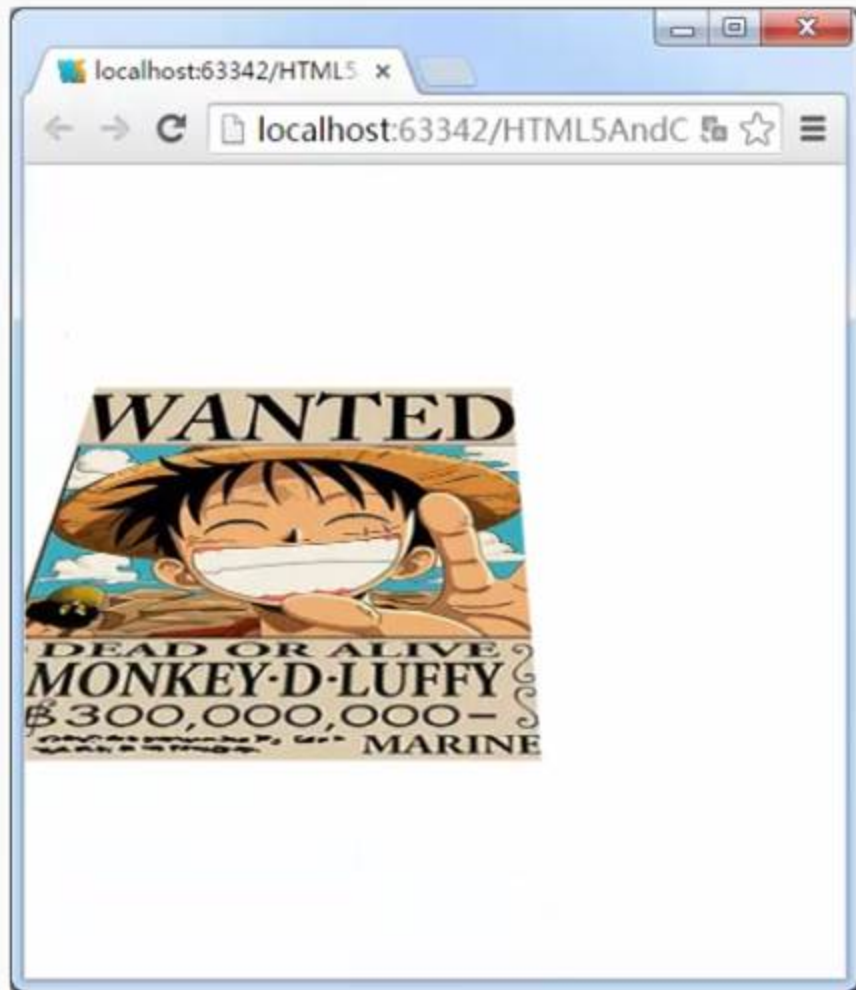 localhost:63342/HTML5
localhost:63342/HTML5AndC
WANTED
DEAD OR ALIVE
MONKEY·D·LUFFY
฿300,000,000-
MARINE